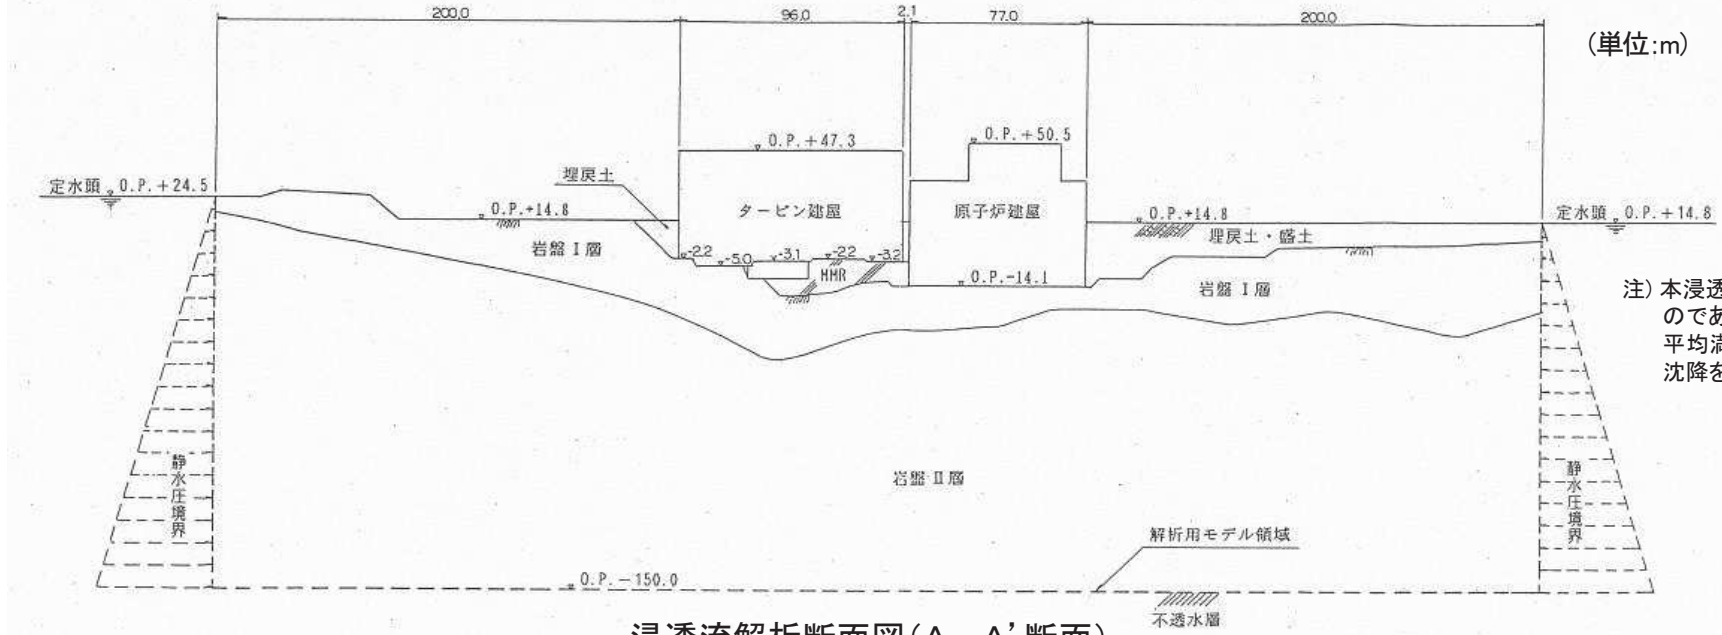 200.0
96.0
2.1
77.0
200.0
(単位:m)
O.P.+47.3
O.P.+50.5
埋戻土
定水頭 O.P.+24.5
O.P.+14.8
タービン建屋
原子炉建屋
O.P.+14.8
定水頭 O.P.+14.8
埋戻土・盛土
岩盤Ⅰ層
-2.2
-5.0
-3.1
-2.2
-3.2
MMR
O.P.-14.1
岩盤 Ⅰ層
注) 本浸透
のであ
平均満
沈降を
静水圧境界
岩盤Ⅱ層
静水圧境界
解析用モデル領域
O.P.-150.0
不透水層
浸透流解析断面図(A-A’断面)